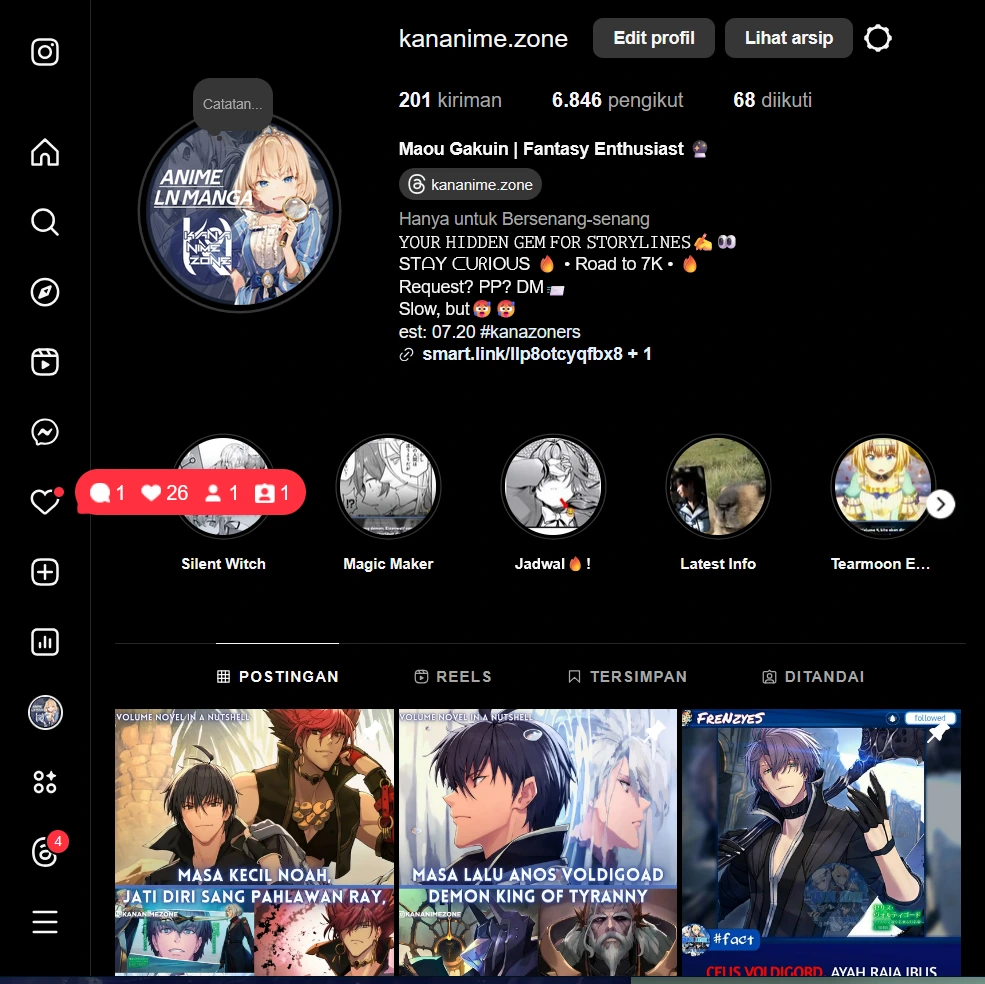 kananime.zone Edit profil Lihat arsip
201 kiriman 6.846 pengikut 68 diikuti
Catatan...
Maou Gakuin | Fantasy Enthusiast 🔮
kananime.zone
ANIME
LN MANGA
KANA
NIME
ZONE
Hanya untuk Bersenang-senang
𝚈𝙾𝚄𝚁 𝙷𝙸𝙳𝙳𝙴𝙽 𝙶𝙴𝙼 𝙵𝙾𝚁 𝚂𝚃𝙾𝚁𝚈𝙻𝙸𝙽𝙴𝚂✍️👀
STᗩY ᑕᑌRIOUS 🔥 • Road to 7K • 🔥
Request? PP? DM📨
Slow, but🥵🥵
est: 07.20 #kanazoners
smart.link/llp8otcyqfbx8 + 1
1 26 1 1
Silent Witch Magic Maker Jadwal🔥! Latest Info Tearmoon E...
POSTINGAN REELS TERSIMPAN DITANDAI
VOLUME NOVEL IN A NUTSHELL
MASA KECIL NOAH,
JATI DIRI SANG PAHLAWAN RAY,
@KANANIMEZONE
VOLUME NOVEL IN A NUTSHELL
MASA LALU ANOS VOLDIGOAD
DEMON KING OF TYRANNY
@KANANIMEZONE
FRENZYES
followed
#fact
CELIS VOLDIGORD, AYAH RAJA IBLIS
4